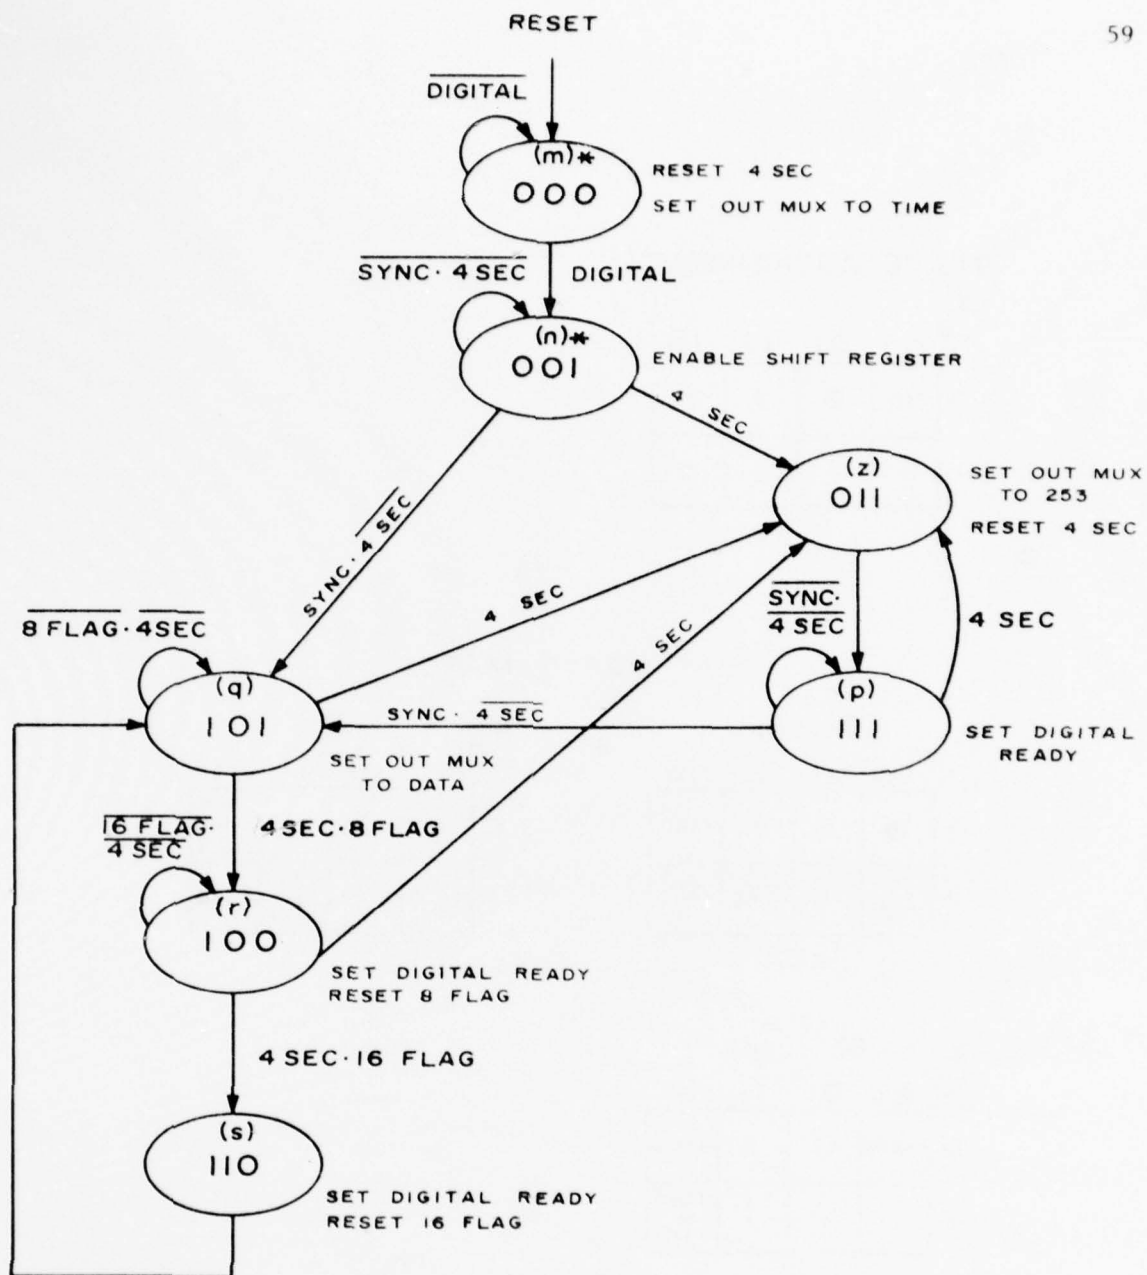 RESET
59
DIGITAL
(m)*
000
RESET 4 SEC
SET OUT MUX TO TIME
SYNC· 4 SEC
DIGITAL
(n)*
001
ENABLE SHIFT REGISTER
4 SEC
(z)
011
SET OUT MUX
TO 253
RESET 4 SEC
SYNC· 4 SEC
4 SEC
4 SEC
SYNC·
4 SEC
4 SEC
8 FLAG· 4SEC
(q)
101
SYNC · 4 SEC
(p)
111
SET DIGITAL
READY
SET OUT MUX
TO DATA
16 FLAG·
4 SEC
4 SEC·8 FLAG
(r)
100
SET DIGITAL READY
RESET 8 FLAG
4 SEC·16 FLAG
(s)
110
SET DIGITAL READY
RESET 16 FLAG